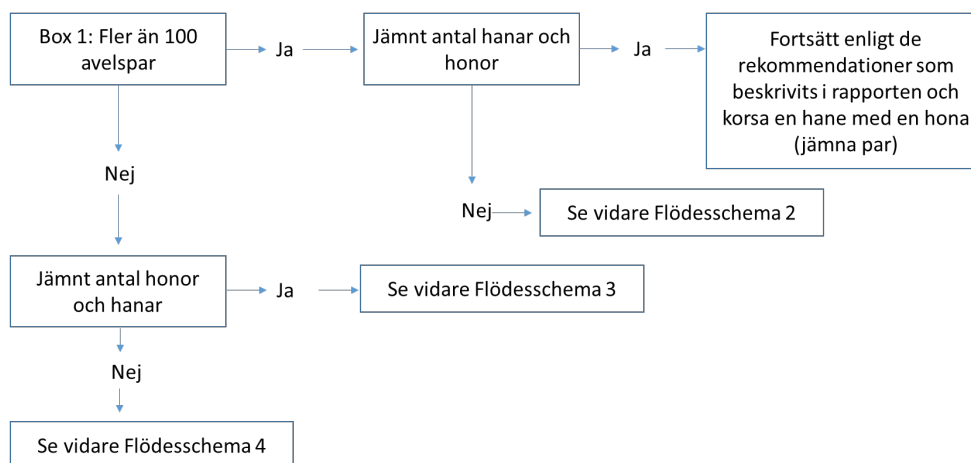 Box 1: Fler än 100
avelspar
Ja
Jämnt antal hanar och
honor
Ja
Fortsätt enligt de
rekommendationer som
beskrivits i rapporten och
korsa en hane med en hona
(jämna par)
Nej
Nej
Se vidare Flödesschema 2
Jämnt antal honor
och hanar
Ja
Se vidare Flödesschema 3
Nej
Se vidare Flödesschema 4